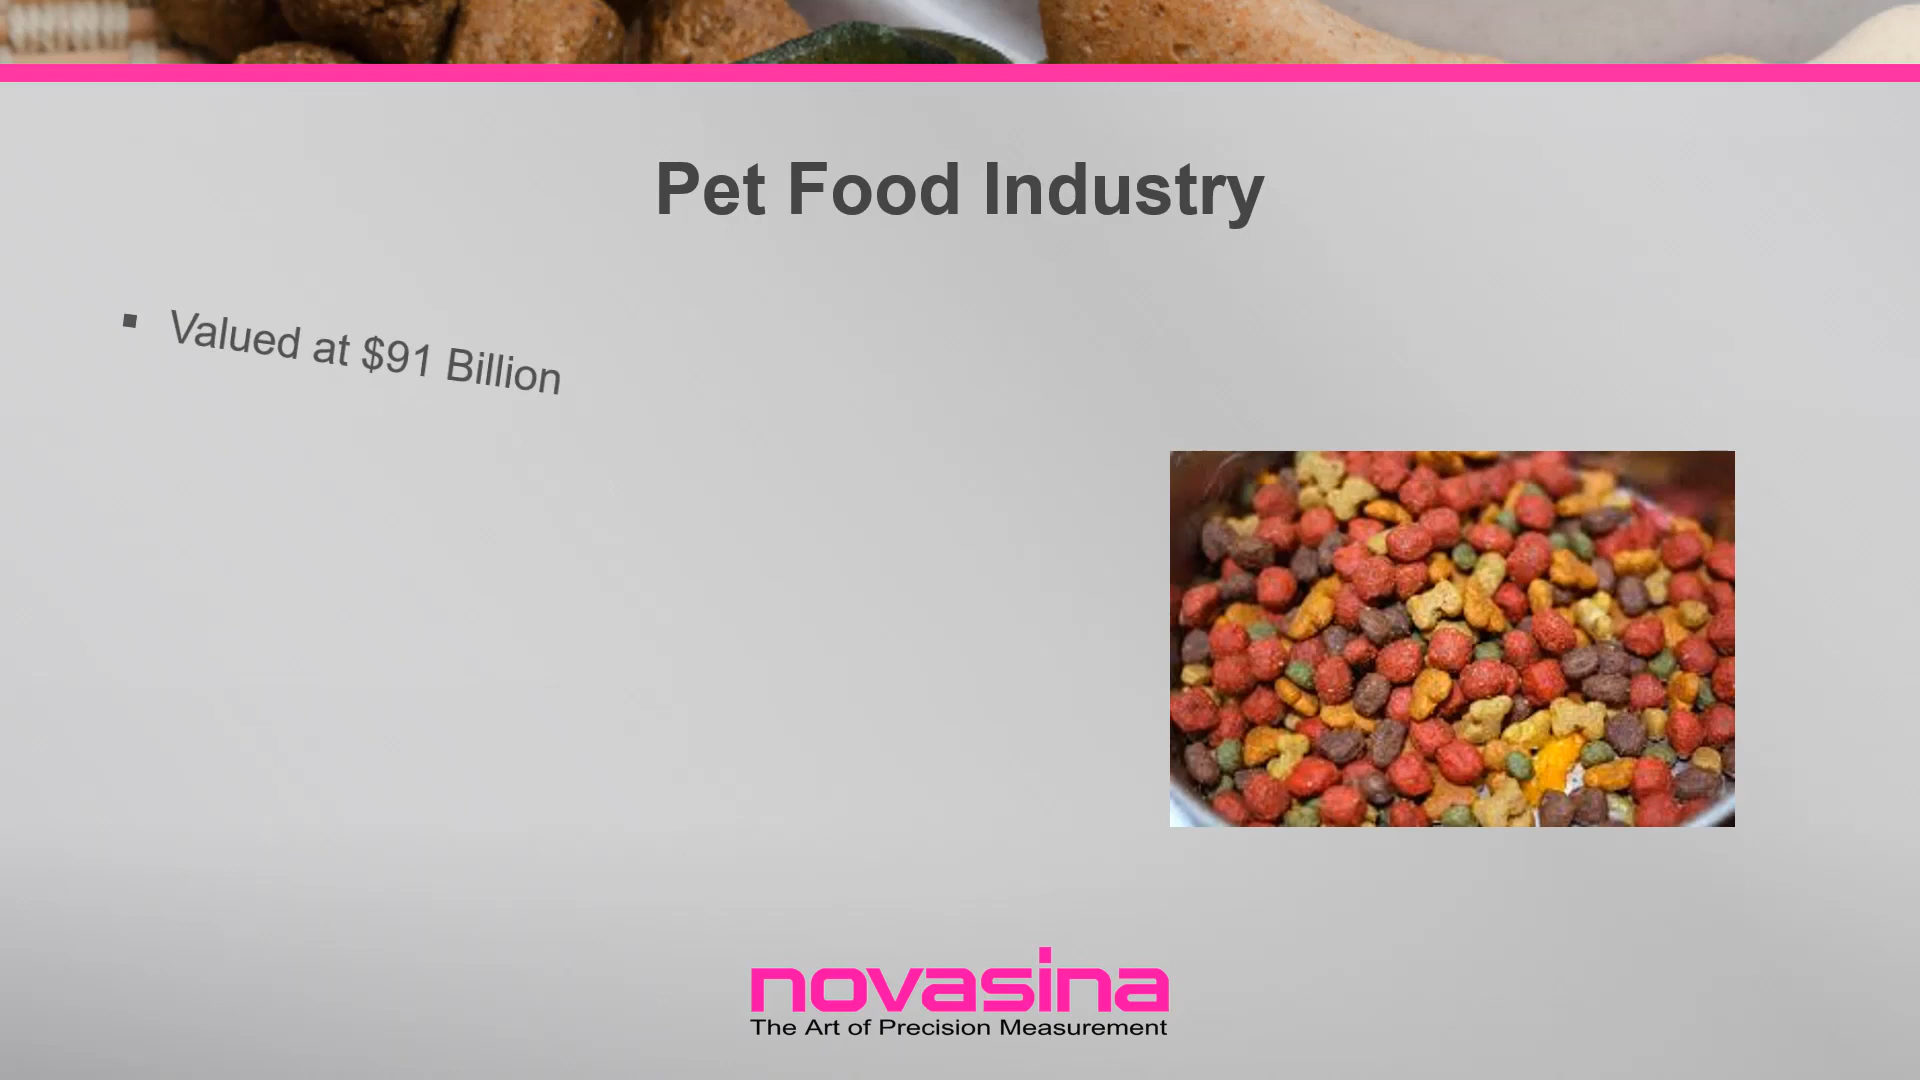 Pet Food Industry
▪ Valued at $91 Billion
novasina
The Art of Precision Measurement